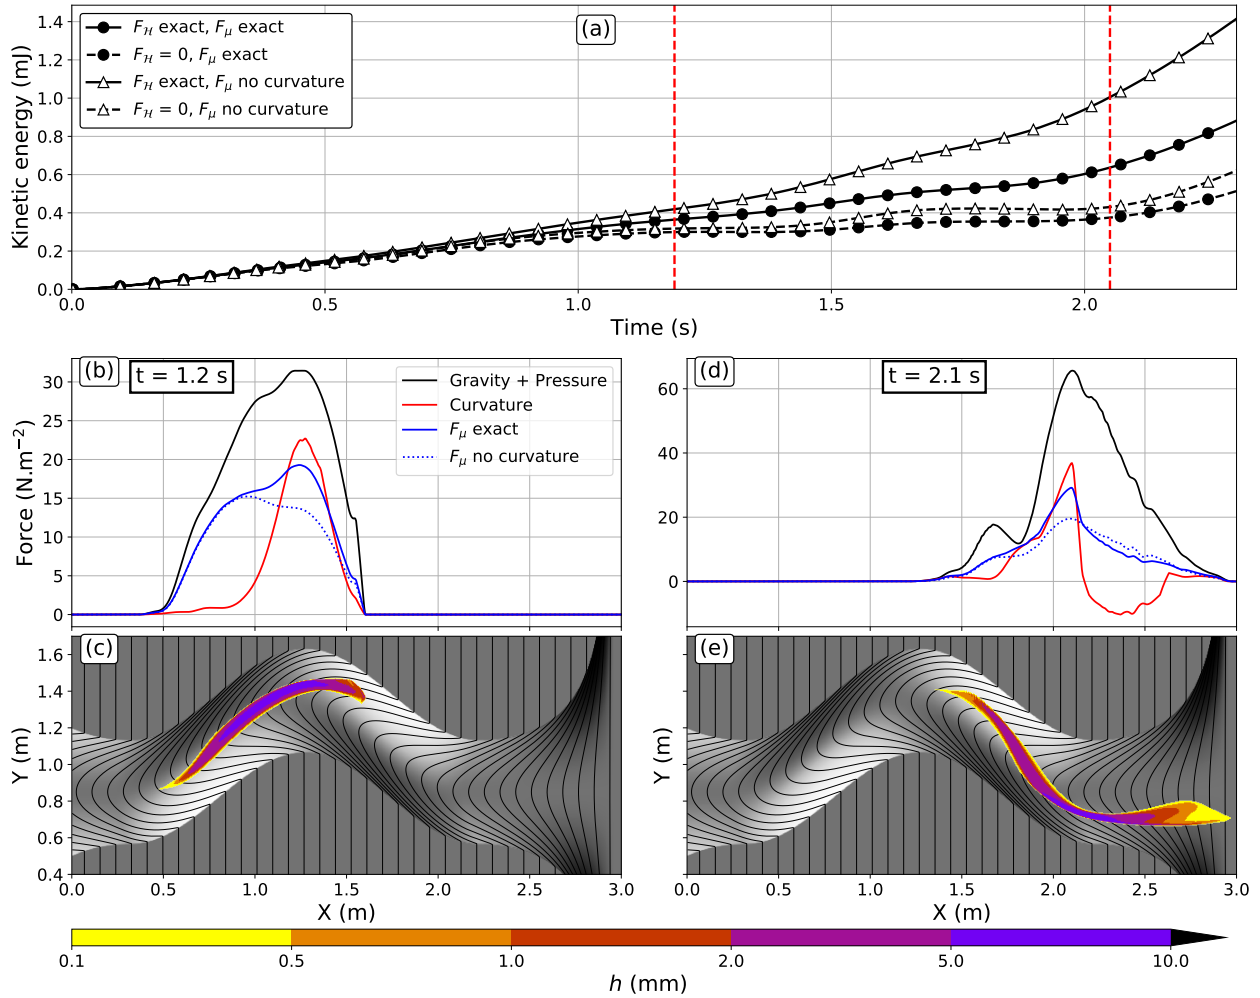 (a)
F_ℋ exact, F_μ exact
F_ℋ = 0, F_μ exact
F_ℋ exact, F_μ no curvature
F_ℋ = 0, F_μ no curvature
Kinetic energy (mJ)
1.4
1.2
1.0
0.8
0.6
0.4
0.2
0.0
0.0 0.5 1.0 1.5 2.0
Time (s)
(b) t = 1.2 s
Gravity + Pressure
Curvature
F_μ exact
F_μ no curvature
Force (N.m⁻²)
30
25
20
15
10
5
0
(d) t = 2.1 s
60
40
20
0
(c)
Y (m)
1.6
1.4
1.2
1.0
0.8
0.6
0.4
0.0 0.5 1.0 1.5 2.0 2.5 3.0
X (m)
(e)
Y (m)
0.0 0.5 1.0 1.5 2.0 2.5 3.0
X (m)
0.1 0.5 1.0 2.0 5.0 10.0
h (mm)